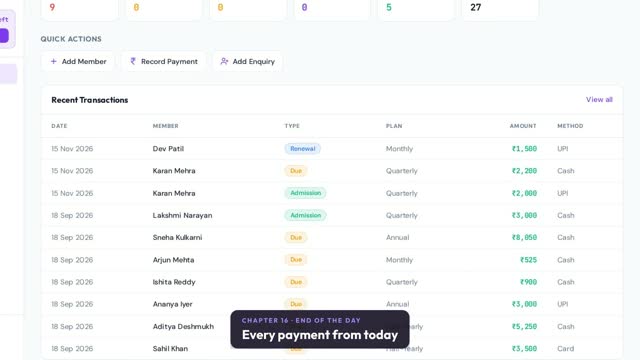 eft
9 0 0 0 5 27
QUICK ACTIONS
+ Add Member ₹ Record Payment Add Enquiry
Recent Transactions View all
DATE MEMBER TYPE PLAN AMOUNT METHOD
15 Nov 2026 Dev Patil Renewal Monthly ₹1,500 UPI
15 Nov 2026 Karan Mehra Due Quarterly ₹2,200 Cash
15 Nov 2026 Karan Mehra Admission Quarterly ₹2,000 UPI
18 Sep 2026 Lakshmi Narayan Admission Quarterly ₹3,000 Cash
18 Sep 2026 Sneha Kulkarni Due Annual ₹8,050 Cash
18 Sep 2026 Arjun Mehta Due Monthly ₹525 Cash
18 Sep 2026 Ishita Reddy Due Quarterly ₹900 Cash
18 Sep 2026 Ananya Iyer Due Annual ₹3,000 UPI
18 Sep 2026 Aditya Deshmukh ₹5,250 Cash
18 Sep 2026 Sahil Khan ₹3,500 Card
CHAPTER 16 · END OF THE DAY
Every payment from today